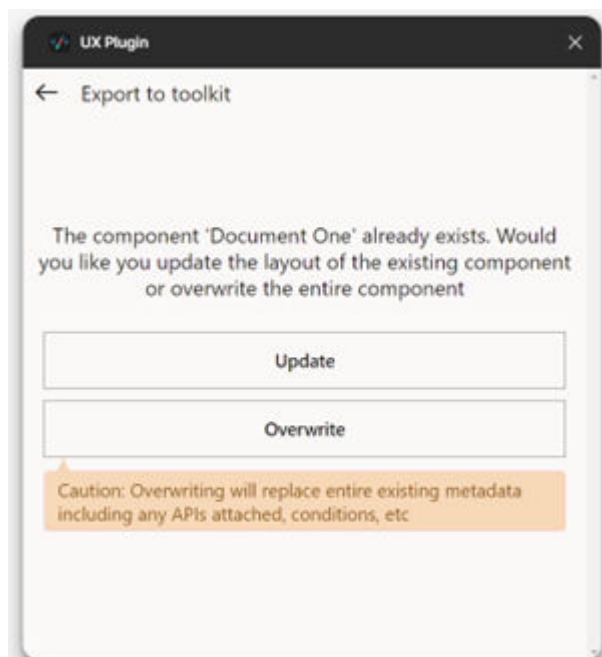 UX Plugin
Export to toolkit
The component 'Document One' already exists. Would
you like you update the layout of the existing component
or overwrite the entire component
Update
Overwrite
Caution: Overwriting will replace entire existing metadata
including any APIs attached, conditions, etc